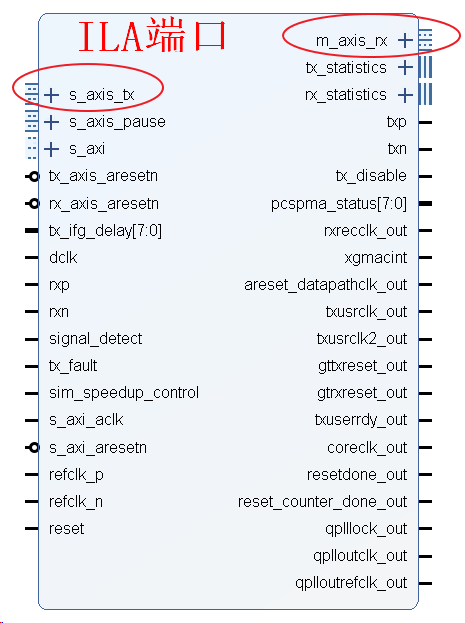 ILA端口
m_axis_rx
tx_statistics
s_axis_tx
rx_statistics
s_axis_pause
txp
s_axi
txn
tx_axis_aresetn
tx_disable
rx_axis_aresetn
pcspma_status[7:0]
tx_ifg_delay[7:0]
rxrecclk_out
dclk
xgmacint
rxp
areset_datapathclk_out
rxn
txusrclk_out
signal_detect
txusrclk2_out
tx_fault
gttxreset_out
sim_speedup_control
gtrxreset_out
s_axi_aclk
txuserrdy_out
s_axi_aresetn
coreclk_out
refclk_p
resetdone_out
refclk_n
reset_counter_done_out
reset
qplllock_out
qplloutclk_out
qplloutrefclk_out